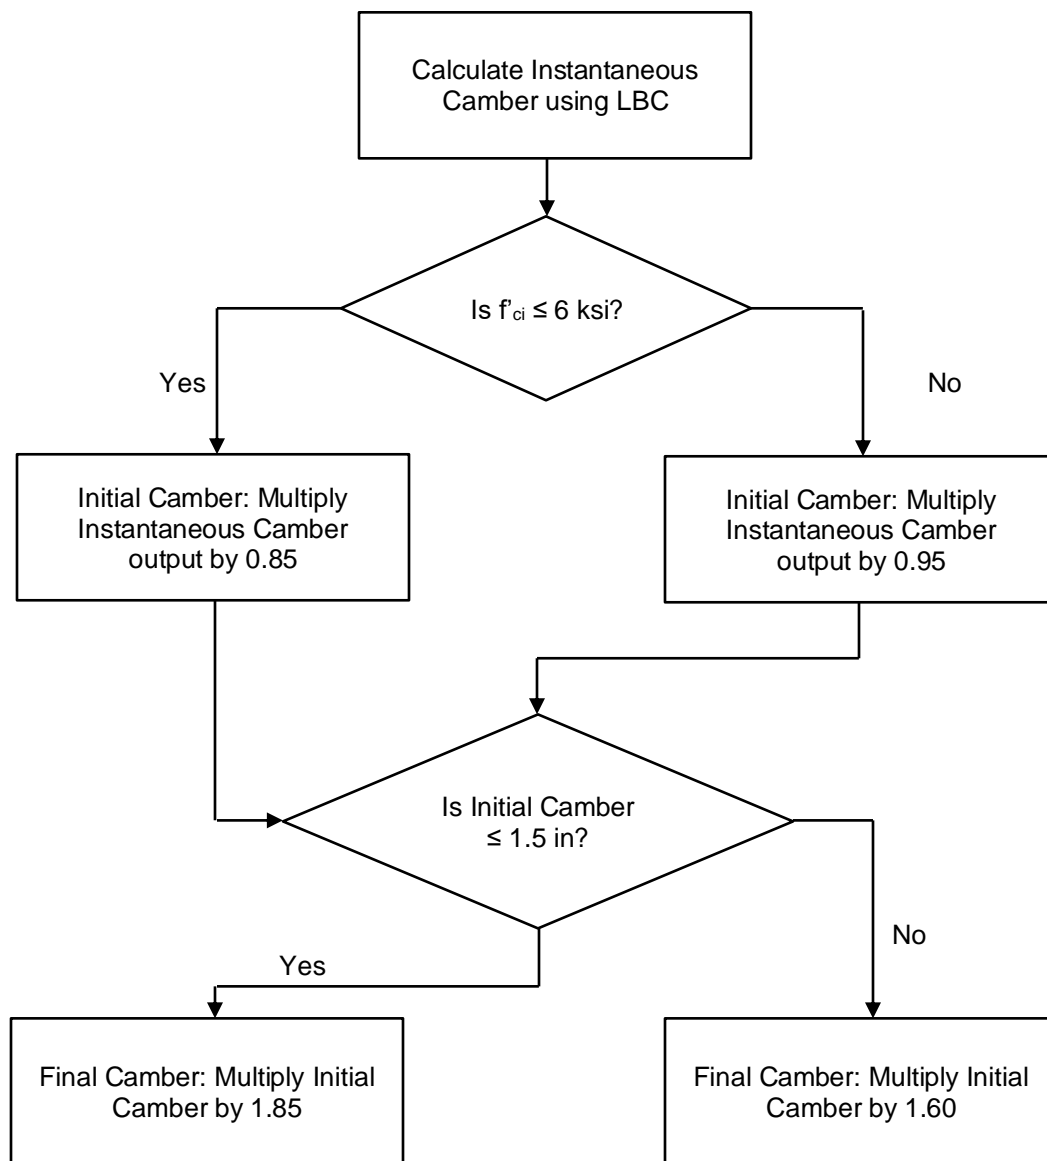 Calculate Instantaneous
Camber using LBC
Is f'ci ≤ 6 ksi?
Yes
No
Initial Camber: Multiply
Instantaneous Camber
output by 0.85
Initial Camber: Multiply
Instantaneous Camber
output by 0.95
Is Initial Camber
≤ 1.5 in?
No
Yes
Final Camber: Multiply Initial
Camber by 1.85
Final Camber: Multiply Initial
Camber by 1.60